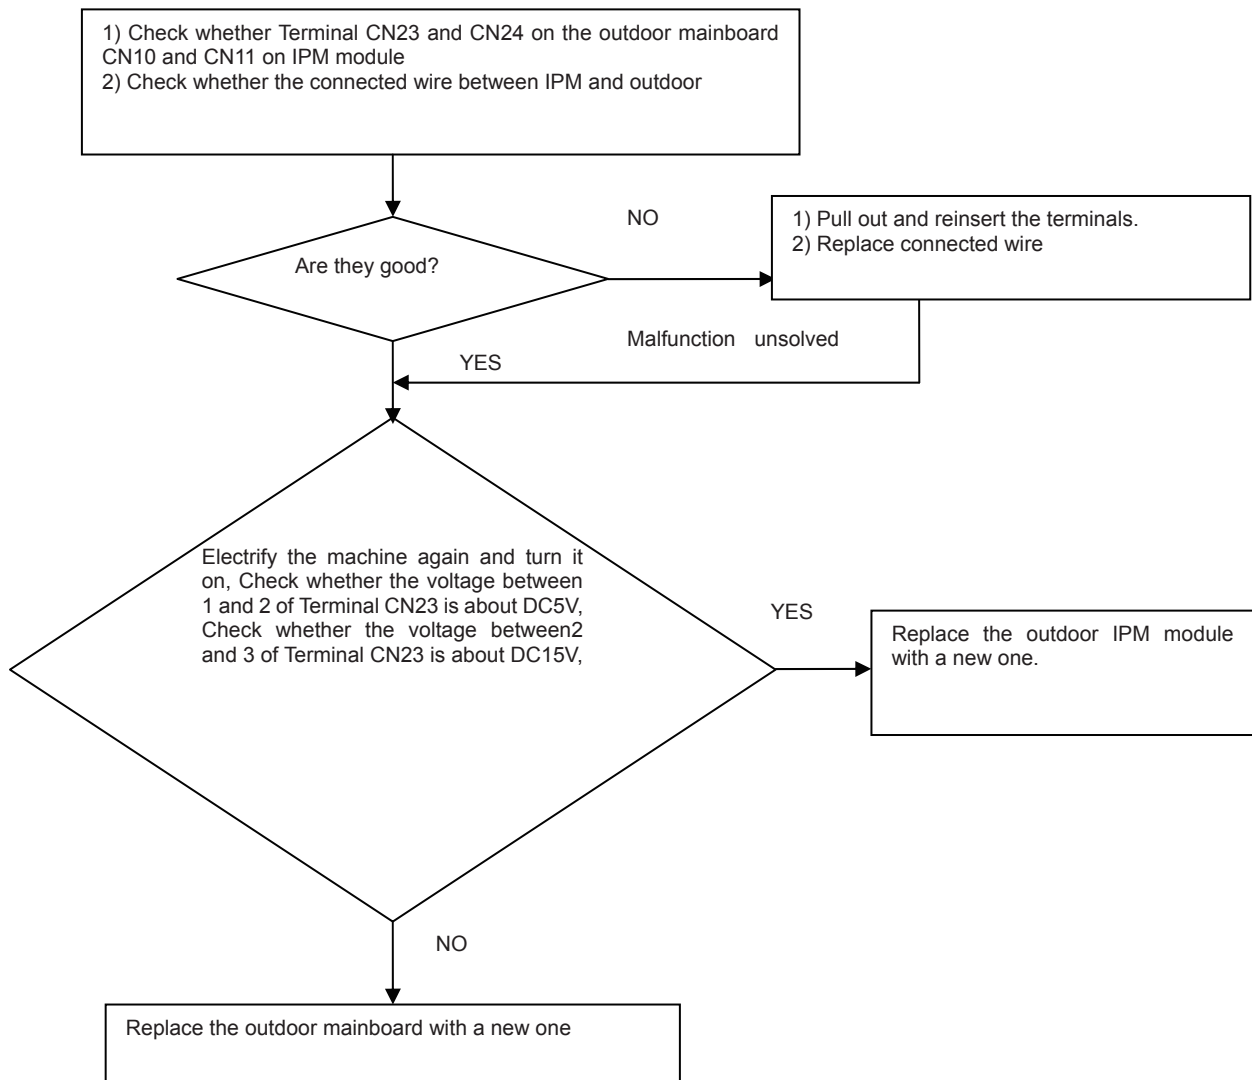 1) Check whether Terminal CN23 and CN24 on the outdoor mainboard
CN10 and CN11 on IPM module
2) Check whether the connected wire between IPM and outdoor
NO
1) Pull out and reinsert the terminals.
2) Replace connected wire
Are they good?
Malfunction unsolved
YES
Electrify the machine again and turn it
on, Check whether the voltage between
1 and 2 of Terminal CN23 is about DC5V,
Check whether the voltage between2
and 3 of Terminal CN23 is about DC15V,
YES
Replace the outdoor IPM module
with a new one.
NO
Replace the outdoor mainboard with a new one